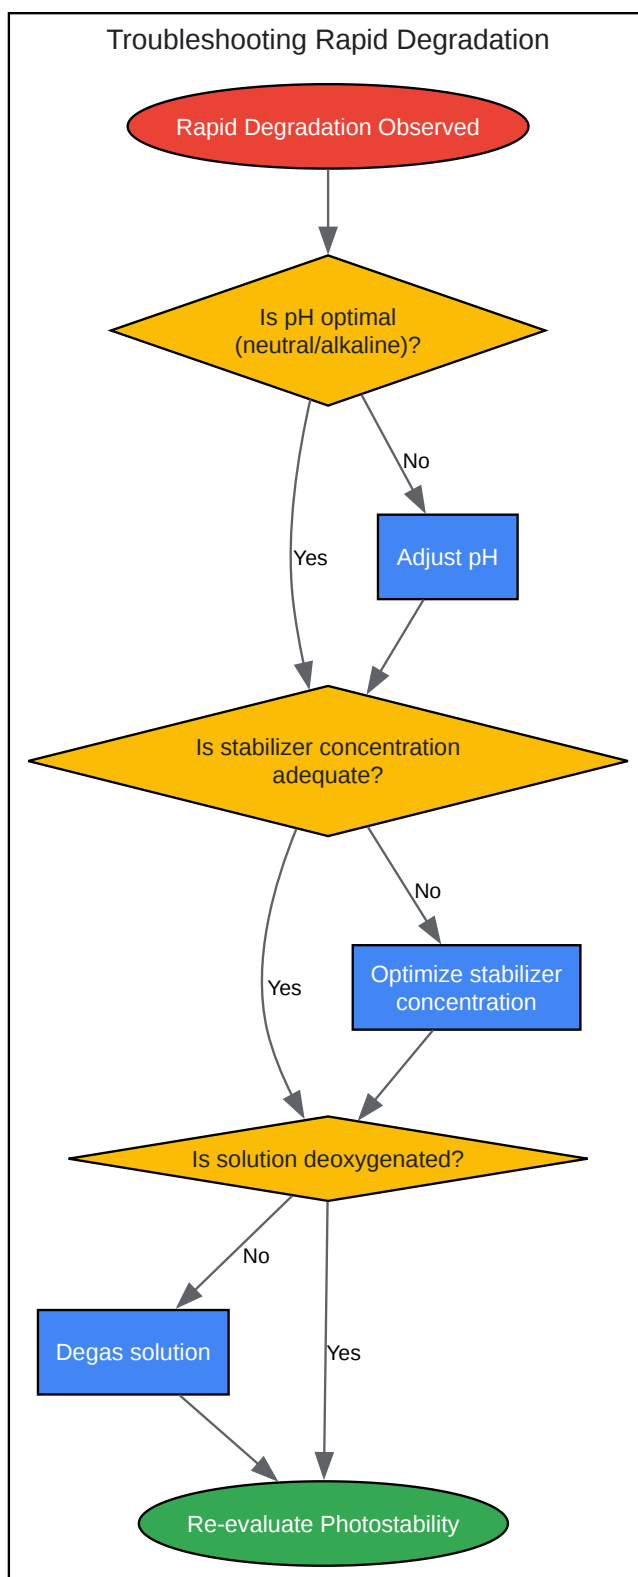 Troubleshooting Rapid Degradation
Rapid Degradation Observed
Is pH optimal
(neutral/alkaline)?
No
Yes
Adjust pH
Is stabilizer concentration
adequate?
No
Yes
Optimize stabilizer
concentration
Is solution deoxygenated?
No
Yes
Degas solution
Re-evaluate Photostability